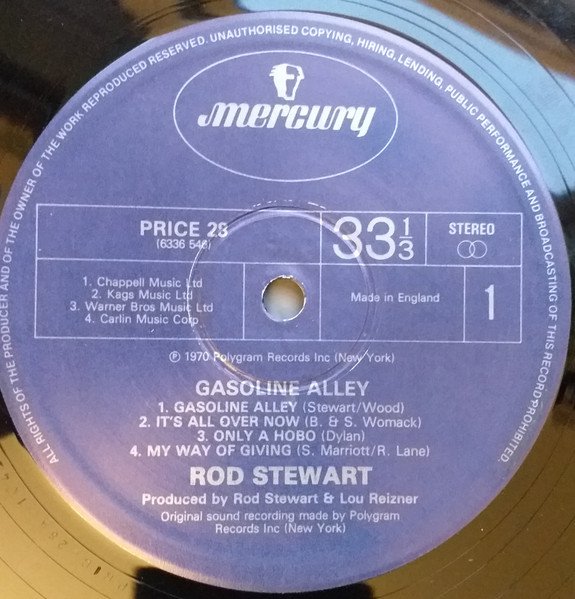 ALL RIGHTS OF THE PRODUCER AND OF THE OWNER OF THE WORK REPRODUCED RESERVED. UNAUTHORISED COPYING, HIRING, LENDING, PUBLIC PERFORMANCE AND BROADCASTING OF THIS RECORD PROHIBITED.
mercury
PRICE 28
(6336 546)
33 1/3
STEREO
1. Chappell Music Ltd
2. Kags Music Ltd
3. Warner Bros Music Ltd
4. Carlin Music Corp
Made in England
1
℗ 1970 Polygram Records Inc (New York)
GASOLINE ALLEY
1. GASOLINE ALLEY (Stewart/Wood)
2. IT'S ALL OVER NOW (B. & S. Womack)
3. ONLY A HOBO (Dylan)
4. MY WAY OF GIVING (S. Marriott/R. Lane)
ROD STEWART
Produced by Rod Stewart & Lou Reizner
Original sound recording made by Polygram
Records Inc (New York)